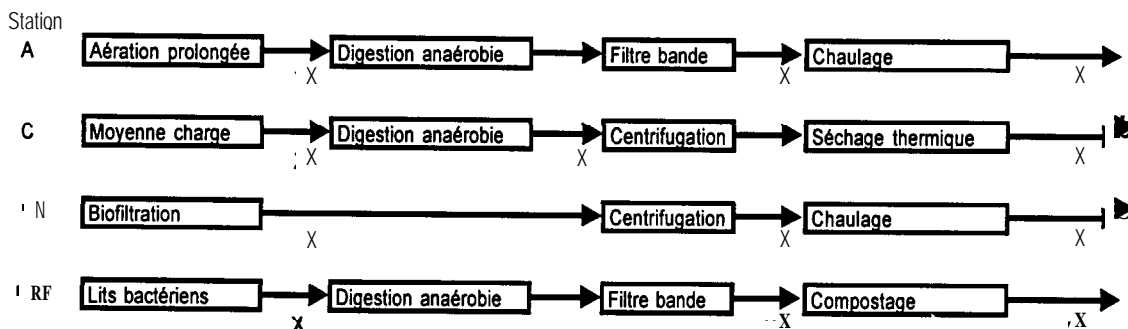 Station
A Aération prolongée Digestion anaérobie Filtre bande Chaulage
X X X
C Moyenne charge Digestion anaérobie Centrifugation Séchage thermique
X X X
N Biofiltration Centrifugation Chaulage
X X X
RF Lits bactériens Digestion anaérobie Filtre bande Compostage
X X X